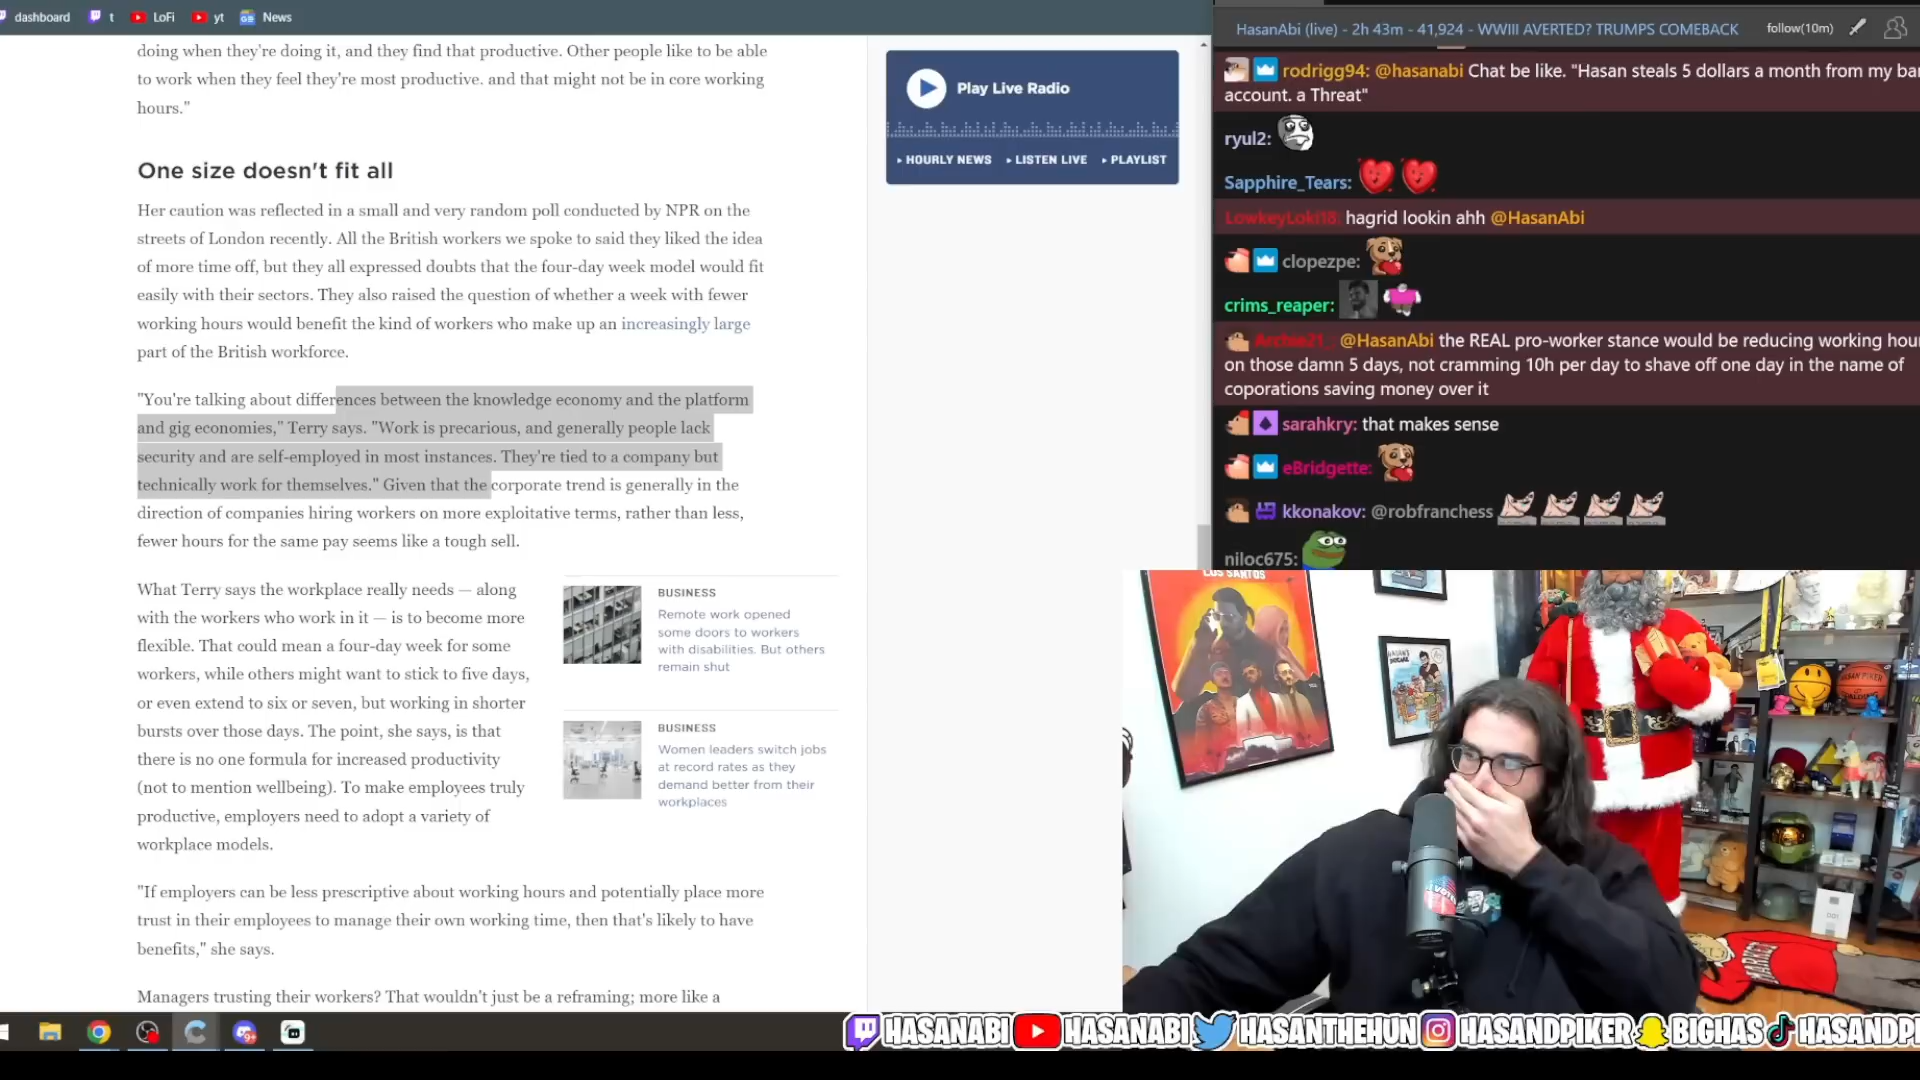 dashboard
t
LoFi
yt
News
doing when they're doing it, and they find that productive. Other people like to be able
to work when they feel they're most productive. and that might not be in core working
hours."
One size doesn't fit all
Her caution was reflected in a small and very random poll conducted by NPR on the
streets of London recently. All the British workers we spoke to said they liked the idea
of more time off, but they all expressed doubts that the four-day week model would fit
easily with their sectors. They also raised the question of whether a week with fewer
working hours would benefit the kind of workers who make up an increasingly large
part of the British workforce.
"You're talking about differences between the knowledge economy and the platform
and gig economies," Terry says. "Work is precarious, and generally people lack
security and are self-employed in most instances. They're tied to a company but
technically work for themselves." Given that the corporate trend is generally in the
direction of companies hiring workers on more exploitative terms, rather than less,
fewer hours for the same pay seems like a tough sell.
What Terry says the workplace really needs — along
with the workers who work in it — is to become more
flexible. That could mean a four-day week for some
workers, while others might want to stick to five days,
or even extend to six or seven, but working in shorter
bursts over those days. The point, she says, is that
there is no one formula for increased productivity
(not to mention wellbeing). To make employees truly
productive, employers need to adopt a variety of
workplace models.
BUSINESS
Remote work opened
some doors to workers
with disabilities. But others
remain shut
BUSINESS
Women leaders switch jobs
at record rates as they
demand better from their
workplaces
"If employers can be less prescriptive about working hours and potentially place more
trust in their employees to manage their own working time, then that's likely to have
benefits," she says.
Managers trusting their workers? That wouldn't just be a reframing; more like a
Play Live Radio
HOURLY NEWS
LISTEN LIVE
PLAYLIST
HasanAbi (live) - 2h 43m - 41,924 - WWIII AVERTED? TRUMPS COMEBACK
follow(10m)
rodrigg94: @hasanabi Chat be like. "Hasan steals 5 dollars a month from my ban
account. a Threat"
ryul2:
Sapphire_Tears:
LowkeyLoki18: hagrid lookin ahh @HasanAbi
clopezpe:
crims_reaper:
Archie21_: @HasanAbi the REAL pro-worker stance would be reducing working hour
on those damn 5 days, not cramming 10h per day to shave off one day in the name of
coporations saving money over it
sarahkry: that makes sense
eBridgette:
kkonakov: @robfranchess
niloc675:
LOS SANTOS
HASANABI
HASANABI
HASANTHEHUN
HASANDPIKER
BIGHAS
HASANDPI